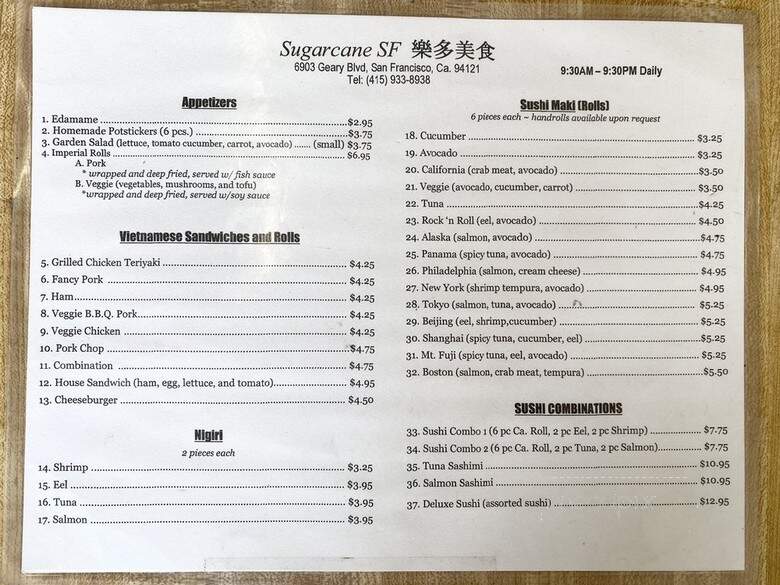 Sugarcane SF 樂多美食
6903 Geary Blvd, San Francisco, Ca. 94121
Tel: (415) 933-8938
9:30AM – 9:30PM Daily
Appetizers
1. Edamame ........ $2.95
2. Homemade Potstickers (6 pcs.) ........ $3.75
3. Garden Salad (lettuce, tomato cucumber, carrot, avocado) ...... (small) $3.75
4. Imperial Rolls ........ $6.95
A. Pork
* wrapped and deep fried, served w/ fish sauce
B. Veggie (vegetables, mushrooms, and tofu)
*wrapped and deep fried, served w/soy sauce
Vietnamese Sandwiches and Rolls
5. Grilled Chicken Teriyaki ........ $4.25
6. Fancy Pork ........ $4.25
7. Ham ........ $4.25
8. Veggie B.B.Q. Pork ........ $4.25
9. Veggie Chicken ........ $4.25
10. Pork Chop ........ $4.75
11. Combination ........ $4.75
12. House Sandwich (ham, egg, lettuce, and tomato) ........ $4.95
13. Cheeseburger ........ $4.50
Nigiri
2 pieces each
14. Shrimp ........ $3.25
15. Eel ........ $3.95
16. Tuna ........ $3.95
17. Salmon ........ $3.95
Sushi Maki (Rolls)
6 pieces each ~ handrolls available upon request
18. Cucumber ........ $3.25
19. Avocado ........ $3.25
20. California (crab meat, avocado) ........ $3.50
21. Veggie (avocado, cucumber, carrot) ........ $3.50
22. Tuna ........ $4.25
23. Rock 'n Roll (eel, avocado) ........ $4.50
24. Alaska (salmon, avocado) ........ $4.75
25. Panama (spicy tuna, avocado) ........ $4.75
26. Philadelphia (salmon, cream cheese) ........ $4.95
27. New York (shrimp tempura, avocado) ........ $4.95
28. Tokyo (salmon, tuna, avocado) ........ $5.25
29. Beijing (eel, shrimp,cucumber) ........ $5.25
30. Shanghai (spicy tuna, cucumber, eel) ........ $5.25
31. Mt. Fuji (spicy tuna, eel, avocado) ........ $5.25
32. Boston (salmon, crab meat, tempura) ........ $5.50
SUSHI COMBINATIONS
33. Sushi Combo 1 (6 pc Ca. Roll, 2 pc Eel, 2 pc Shrimp) ........ $7.75
34. Sushi Combo 2 (6 pc Ca. Roll, 2 pc Tuna, 2 pc Salmon) ........ $7.75
35. Tuna Sashimi ........ $10.95
36. Salmon Sashimi ........ $10.95
37. Deluxe Sushi (assorted sushi) ........ $12.95